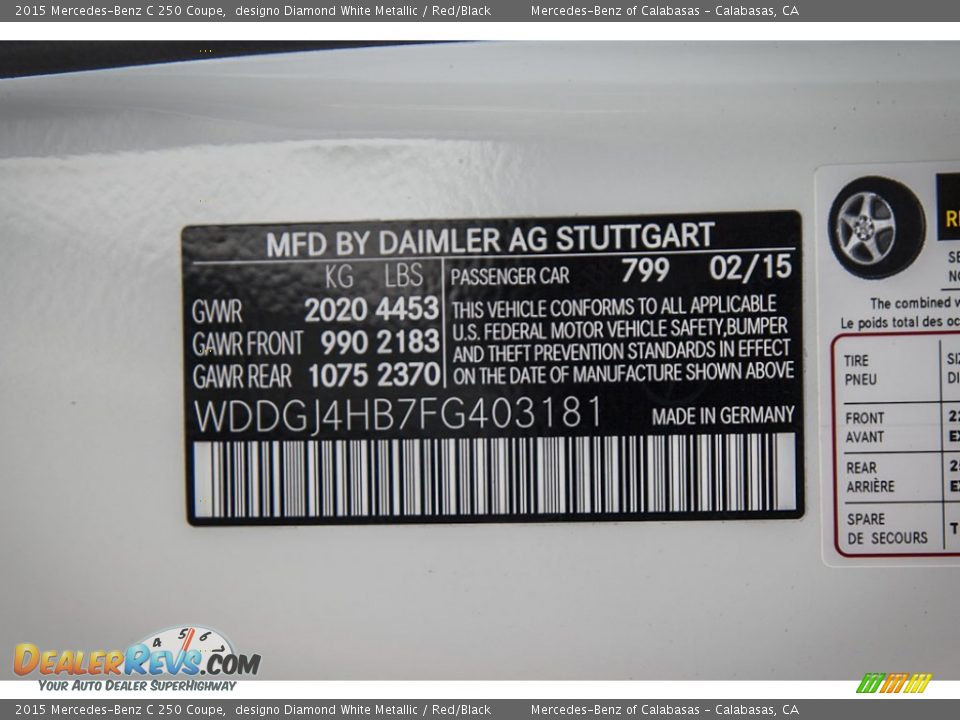 2015 Mercedes-Benz C 250 Coupe, designo Diamond White Metallic / Red/Black Mercedes-Benz of Calabasas - Calabasas, CA
MFD BY DAIMLER AG STUTTGART
KG LBS
GWR 2020 4453
GAWR FRONT 990 2183
GAWR REAR 1075 2370
PASSENGER CAR 799 02/15
THIS VEHICLE CONFORMS TO ALL APPLICABLE
U.S. FEDERAL MOTOR VEHICLE SAFETY, BUMPER
AND THEFT PREVENTION STANDARDS IN EFFECT
ON THE DATE OF MANUFACTURE SHOWN ABOVE
WDDGJ4HB7FG403181 MADE IN GERMANY
The combined
Le poids total des
TIRE
PNEU
FRONT
AVANT
REAR
ARRIÈRE
SPARE
DE SECOURS
4 5 6 7
DEALERREVS.COM
YOUR AUTO DEALER SUPERHIGHWAY
2015 Mercedes-Benz C 250 Coupe, designo Diamond White Metallic / Red/Black Mercedes-Benz of Calabasas - Calabasas, CA